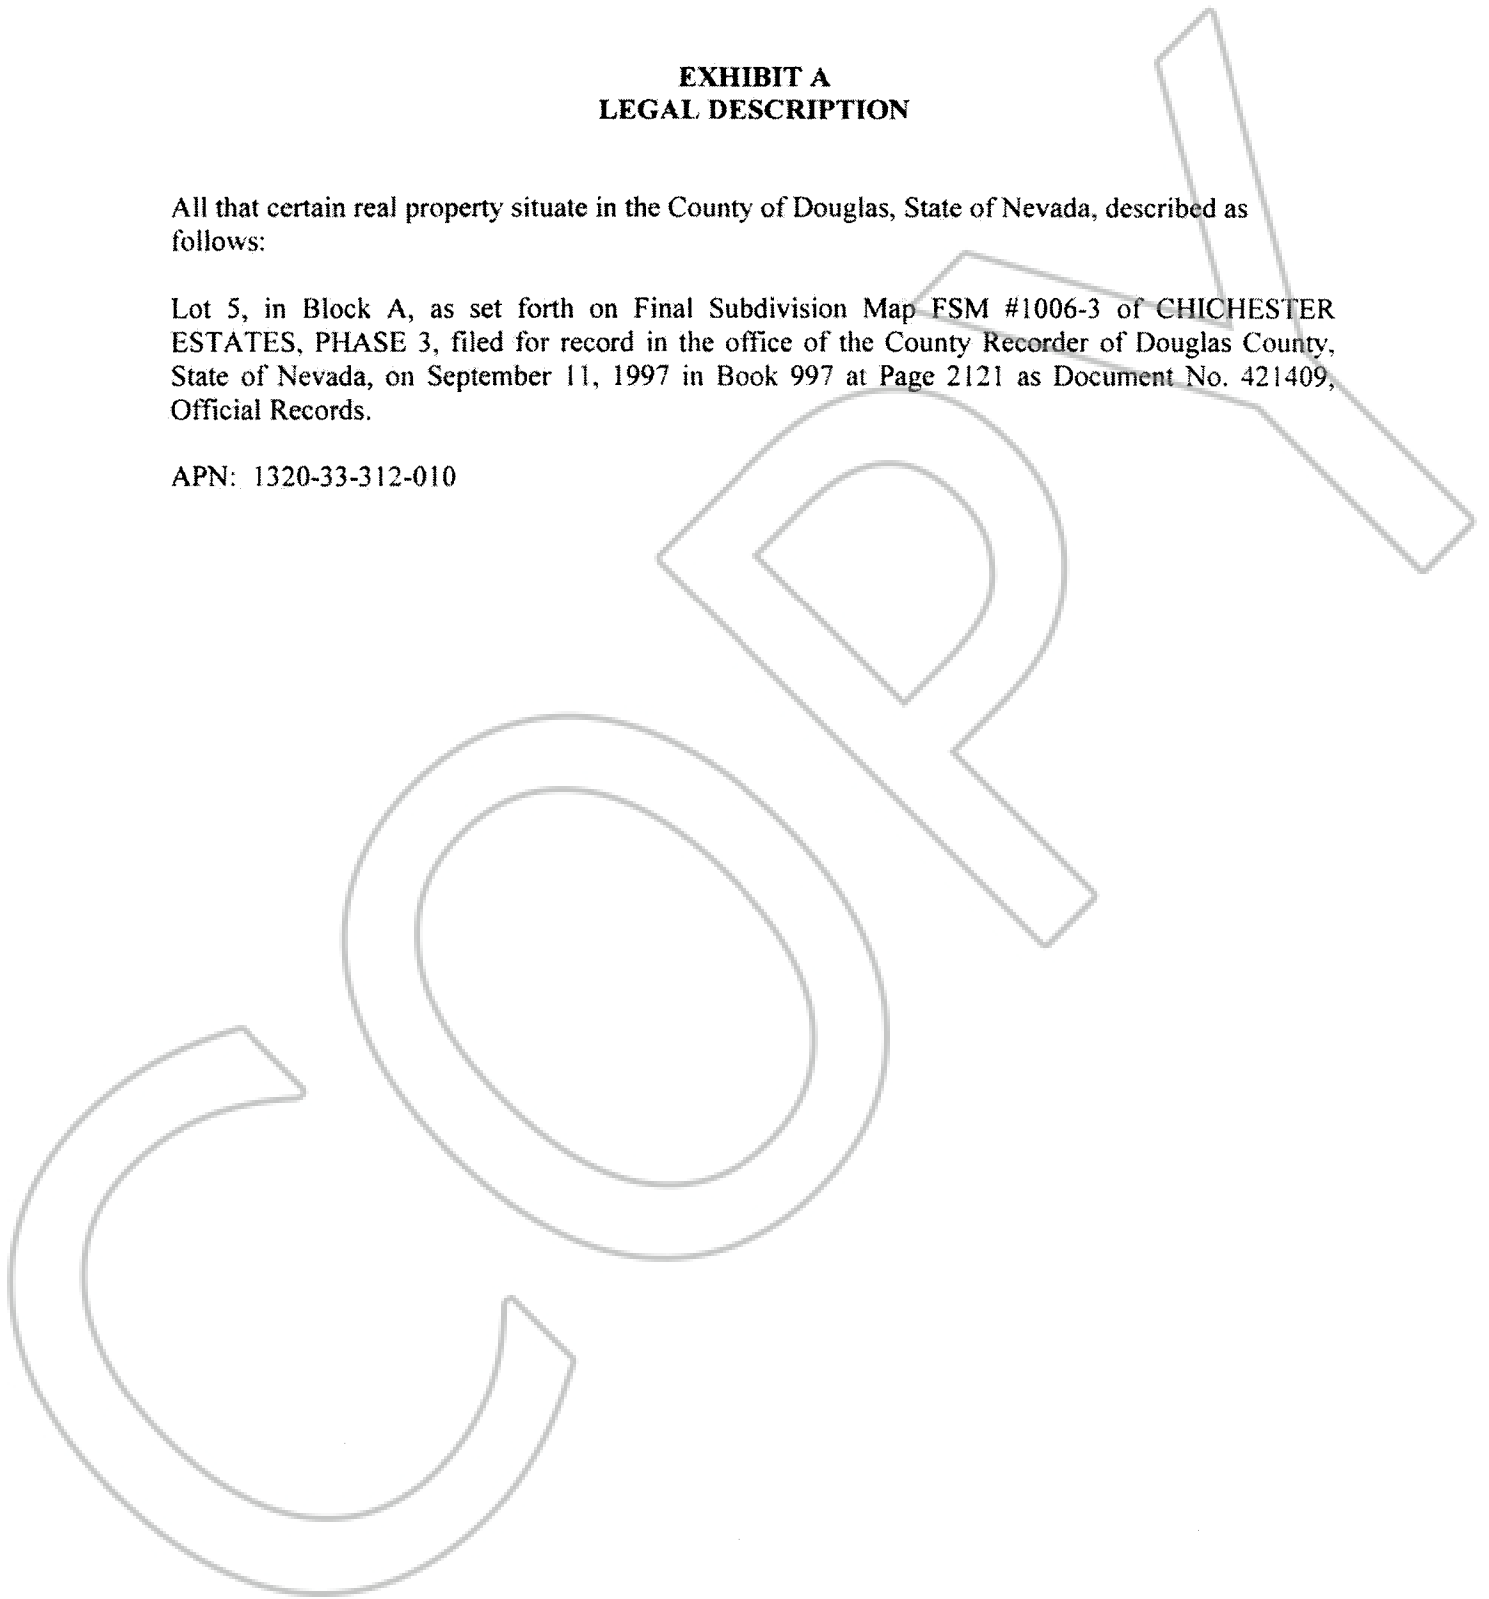 EXHIBIT A
LEGAL DESCRIPTION
All that certain real property situate in the County of Douglas, State of Nevada, described as
follows:
Lot 5, in Block A, as set forth on Final Subdivision Map FSM #1006-3 of CHICHESTER
ESTATES, PHASE 3, filed for record in the office of the County Recorder of Douglas County,
State of Nevada, on September 11, 1997 in Book 997 at Page 2121 as Document No. 421409,
Official Records.
APN: 1320-33-312-010
COPY